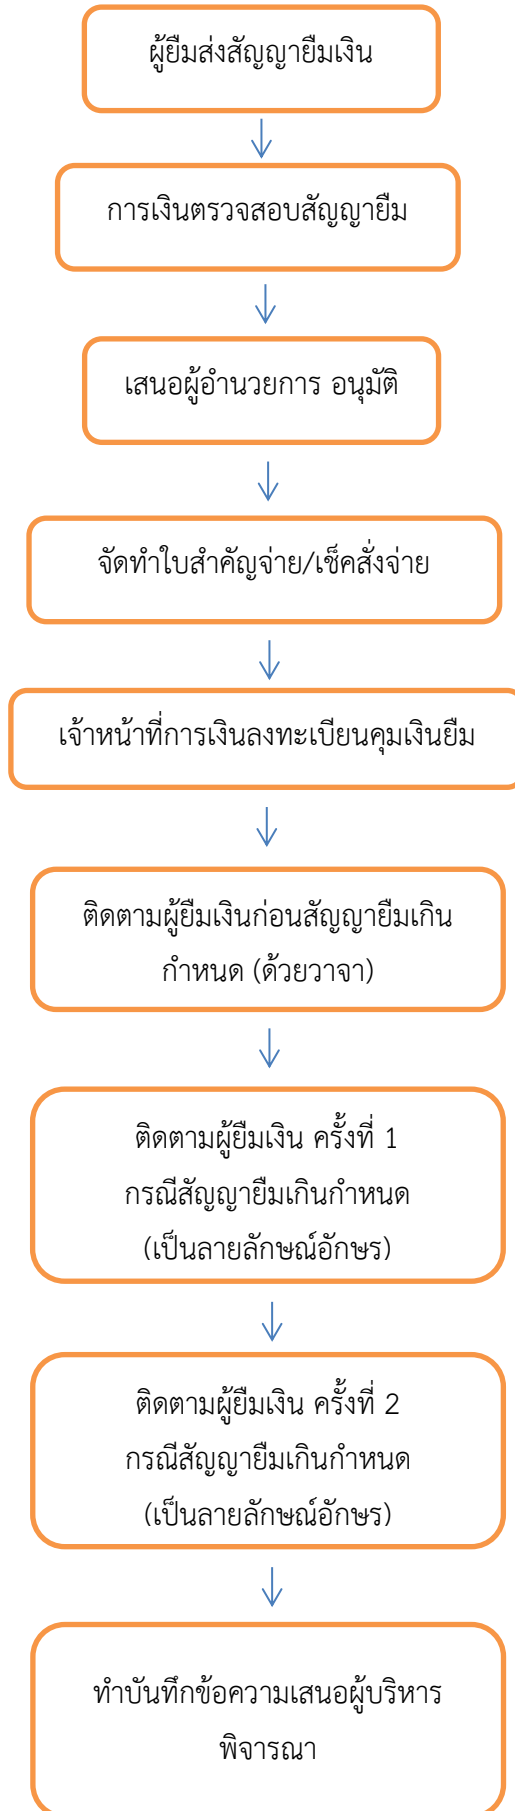 ผู้ยืมส่งสัญญายืมเงิน
การเงินตรวจสอบสัญญายืม
เสนอผู้อำนวยการ อนุมัติ
จัดทำใบสำคัญจ่าย/เช็คสั่งจ่าย
เจ้าหน้าที่การเงินลงทะเบียนคุมเงินยืม
ติดตามผู้ยืมเงินก่อนสัญญายืมเกิน
กำหนด (ด้วยวาจา)
ติดตามผู้ยืมเงิน ครั้งที่ 1
กรณีสัญญายืมเกินกำหนด
(เป็นลายลักษณ์อักษร)
ติดตามผู้ยืมเงิน ครั้งที่ 2
กรณีสัญญายืมเกินกำหนด
(เป็นลายลักษณ์อักษร)
ทำบันทึกข้อความเสนอผู้บริหาร
พิจารณา